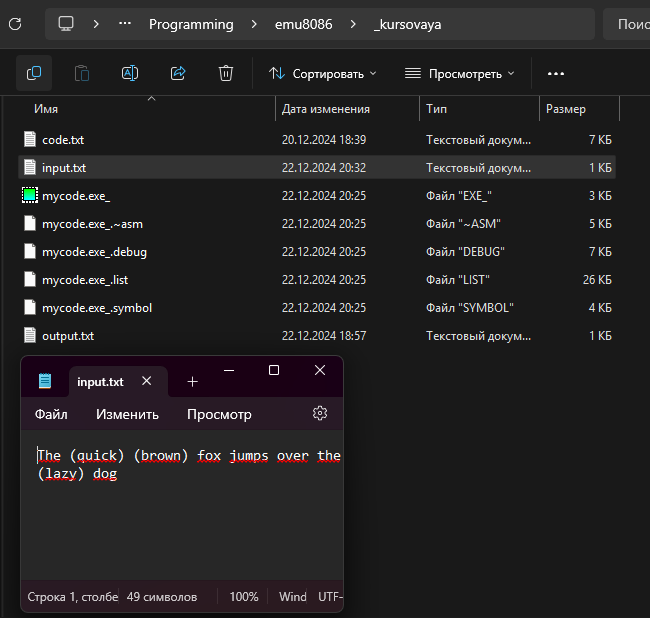 Programming > emu8086 > _kursovaya Поис
Сортировать Просмотреть
Имя Дата изменения Тип Размер
code.txt 20.12.2024 18:39 Текстовый докум... 7 КБ
input.txt 22.12.2024 20:32 Текстовый докум... 1 КБ
mycode.exe_ 22.12.2024 20:25 Файл "EXE_" 3 КБ
mycode.exe_.~asm 22.12.2024 20:25 Файл "~ASM" 5 КБ
mycode.exe_.debug 22.12.2024 20:25 Файл "DEBUG" 7 КБ
mycode.exe_.list 22.12.2024 20:25 Файл "LIST" 26 КБ
mycode.exe_.symbol 22.12.2024 20:25 Файл "SYMBOL" 4 КБ
output.txt 22.12.2024 18:57 Текстовый докум... 1 КБ
input.txt
Файл Изменить Просмотр
The (quick) (brown) fox jumps over the
(lazy) dog
Строка 1, столбе 49 символов 100% Wind UTF-